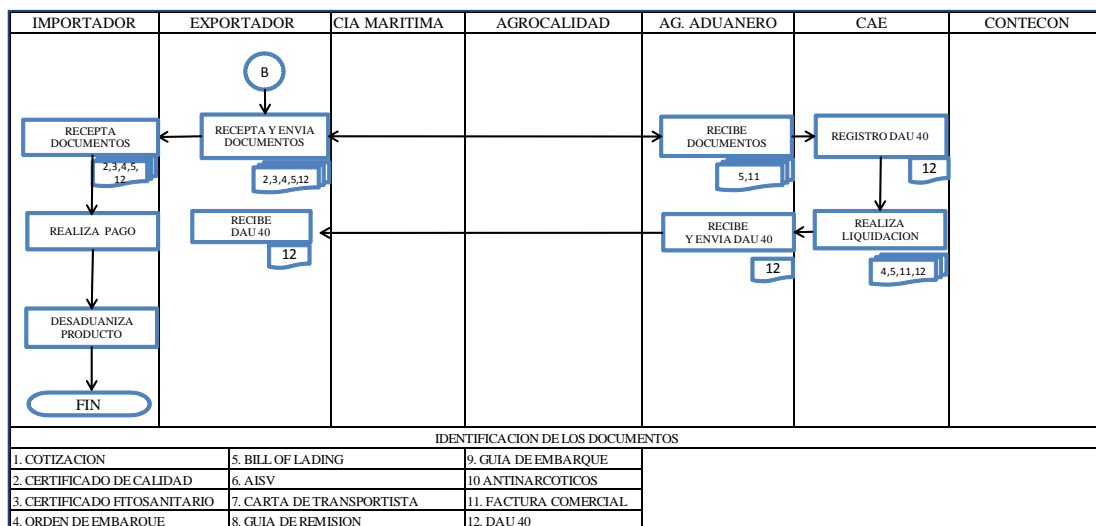 IMPORTADOR EXPORTADOR CIA MARITIMA AGROCALIDAD AG. ADUANERO CAE CONTECON
B
RECEPTA
DOCUMENTOS
RECEPTA Y ENVIA
DOCUMENTOS
RECIBE
DOCUMENTOS
REGISTRO DAU 40
2,3,4,5,
12
2,3,4,5,12
5,11
12
REALIZA PAGO
RECIBE
DAU 40
RECIBE
Y ENVIA DAU 40
REALIZA
LIQUIDACION
12
12
4,5,11,12
DESADUANIZA
PRODUCTO
FIN
IDENTIFICACION DE LOS DOCUMENTOS
1. COTIZACION 5. BILL OF LADING 9. GUIA DE EMBARQUE
2. CERTIFICADO DE CALIDAD 6. AISV 10 ANTINARCOTICOS
3. CERTIFICADO FITOSANITARIO 7. CARTA DE TRANSPORTISTA 11. FACTURA COMERCIAL
4. ORDEN DE EMBARQUE 8. GUIA DE REMISION 12. DAU 40